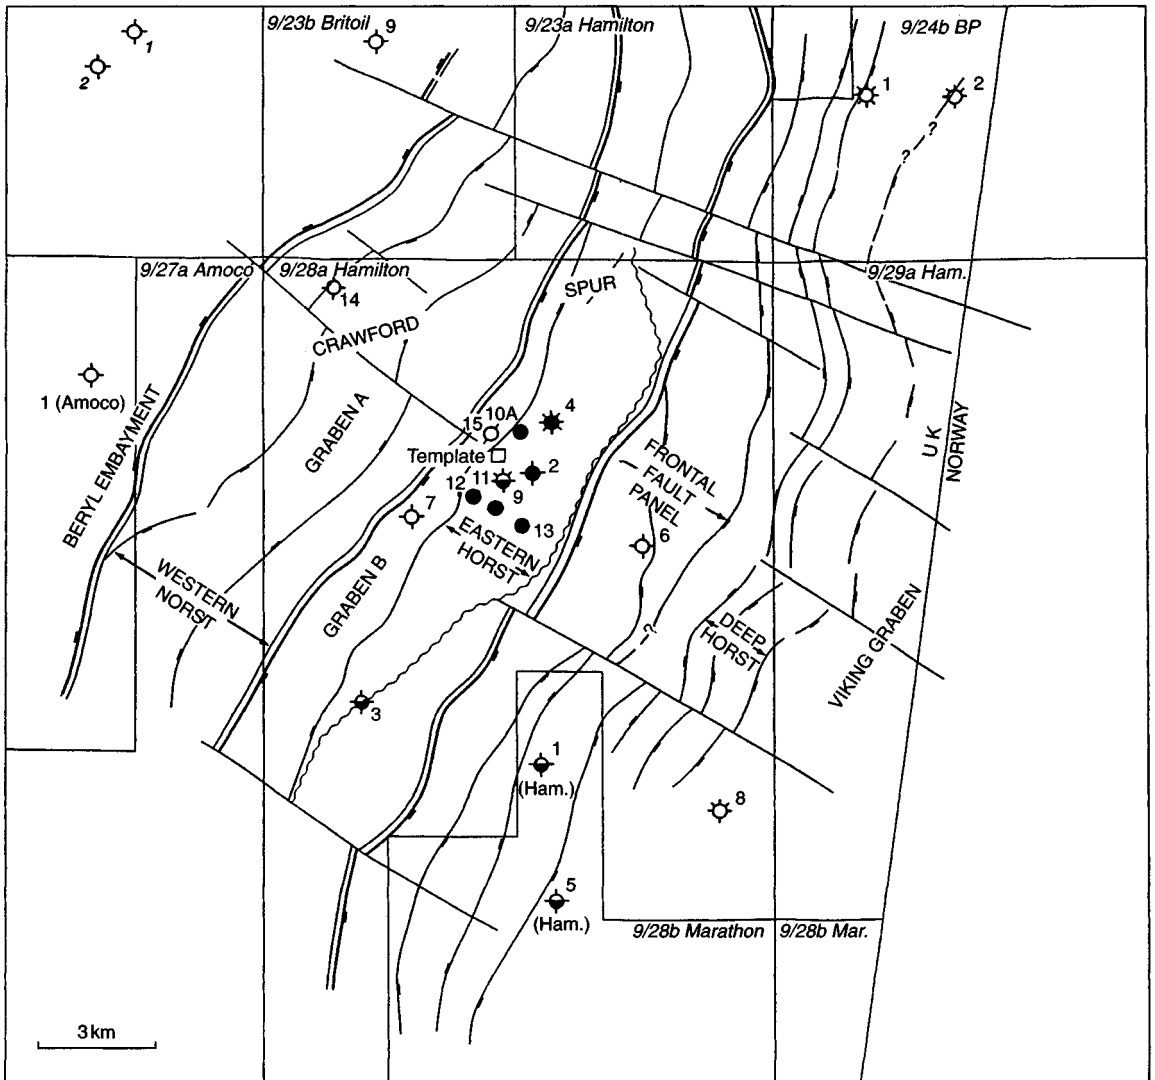 9/23b Britoil
9
9/23a Hamilton
9/24b BP
1
2
1
2
?
?
9/27a Amoco
9/28a Hamilton
9/29a Ham.
14
SPUR
CRAWFORD
1 (Amoco)
BERYL EMBAYMENT
GRABEN A
15
10A
4
Template
11
2
12
9
7
13
UK
NORWAY
FRONTAL
FAULT
PANEL
6
EASTERN
HORST
WESTERN
NORST
GRABEN B
?
DEEP
HORST
VIKING GRABEN
3
1
(Ham.)
8
5
(Ham.)
9/28b Marathon
9/28b Mar.
3 km